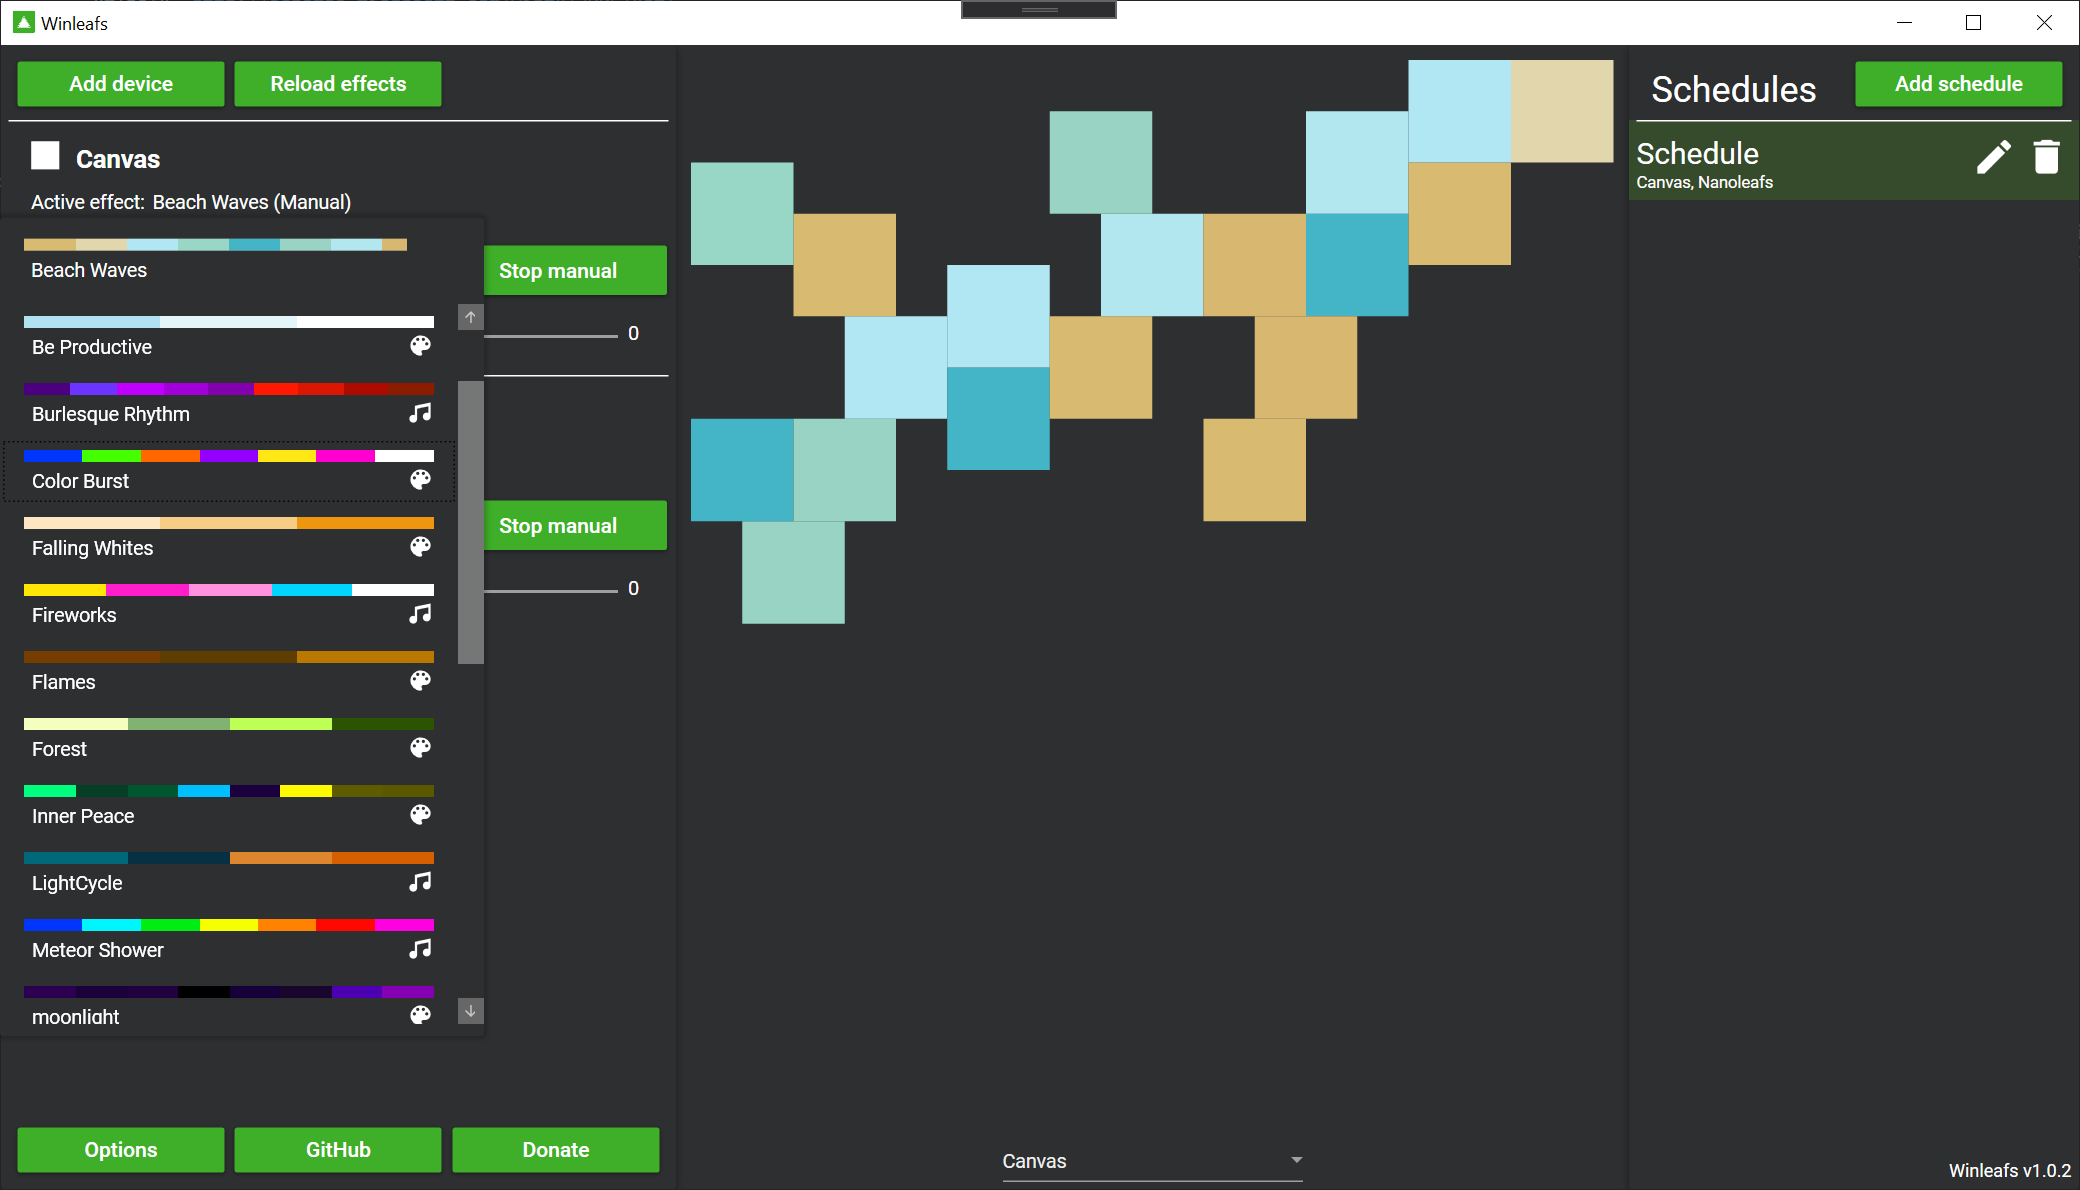 Winleafs
Add device
Reload effects
Canvas
Active effect: Beach Waves (Manual)
Beach Waves
Stop manual
Be Productive
0
Burlesque Rhythm
Color Burst
Falling Whites
Stop manual
Fireworks
0
Flames
Forest
Inner Peace
LightCycle
Meteor Shower
moonlight
Options
GitHub
Donate
Canvas
Schedules
Add schedule
Schedule
Canvas, Nanoleafs
Winleafs v1.0.2